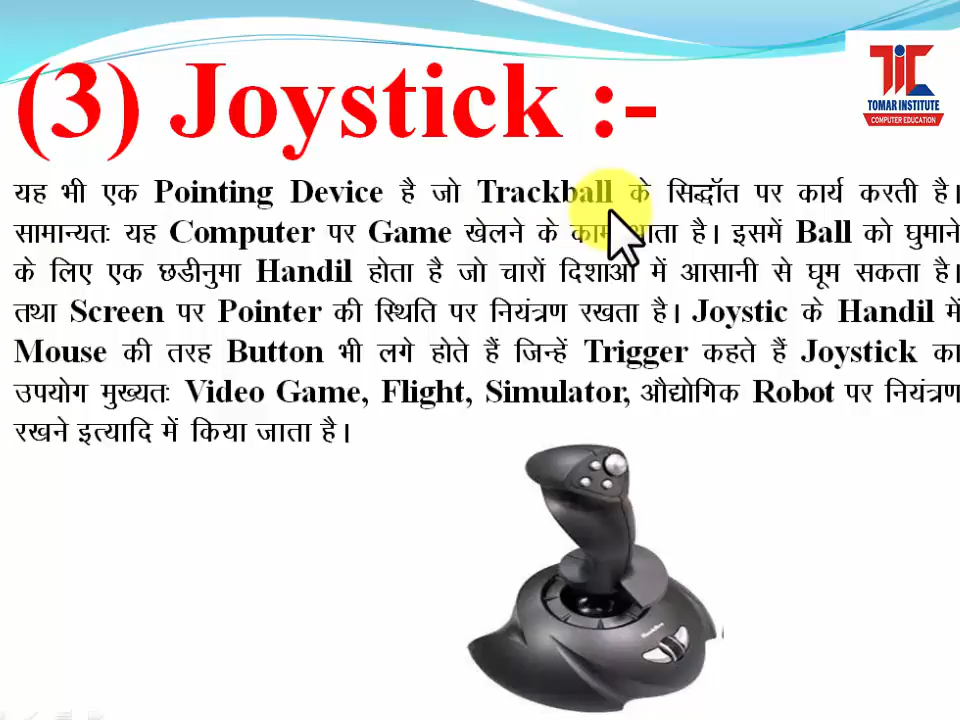 (3) Joystick :-
TIC
TOMAR INSTITUTE
COMPUTER EDUCATION
यह भी एक Pointing Device है जो Trackball के सिद्धाॅत पर कार्य करती है।
सामान्यतः यह Computer पर Game खेलने के काम आता है। इसमें Ball को घुमाने
के लिए एक छडीनुमा Handil होता है जो चारों दिशाओं में आसानी से घूम सकता है।
तथा Screen पर Pointer की स्थिति पर नियंत्रण रखता है। Joystic के Handil में
Mouse की तरह Button भी लगे होते हैं जिन्हें Trigger कहते हैं Joystick का
उपयोग मुख्यतः Video Game, Flight, Simulator, औद्योगिक Robot पर नियंत्रण
रखने इत्यादि में किया जाता है।